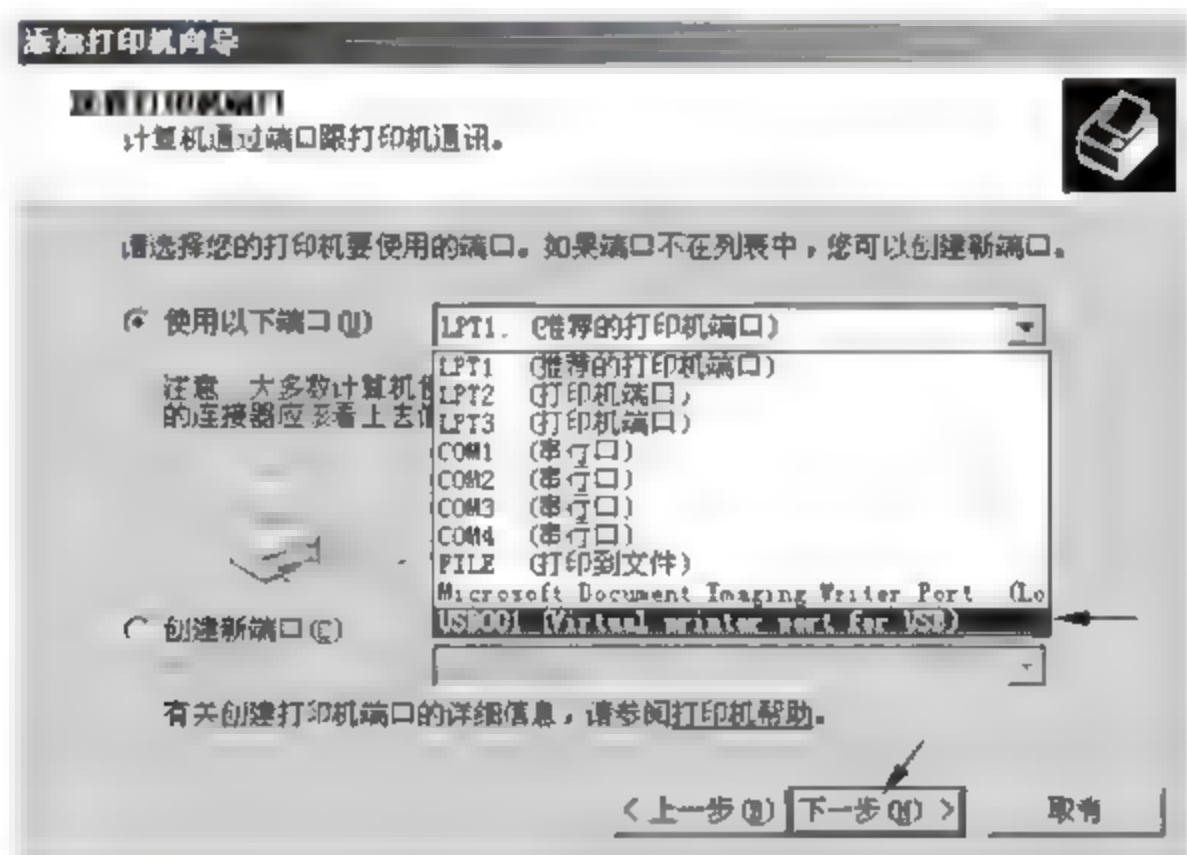 添加打印机向导
计算机通过端口跟打印机通讯。
请选择您的打印机要使用的端口。如果端口不在列表中，您可以创建新端口。
使用以下端口(U)
LPT1: (推荐的打印机端口)
注意 大多数计算机使
的连接器应该看上去
LPT1 (推荐的打印机端口)
LPT2 (打印机端口)
LPT3 (打印机端口)
COM1 (串行口)
COM2 (串行口)
COM3 (串行口)
COM4 (串行口)
FILE (打印到文件)
Microsoft Document Imaging Writer Port (Lo
USB001 (Virtual printer port for USB)
创建新端口(C)
有关创建打印机端口的详细信息，请参阅打印机帮助。
< 上一步(B)
下一步(N) >
取消